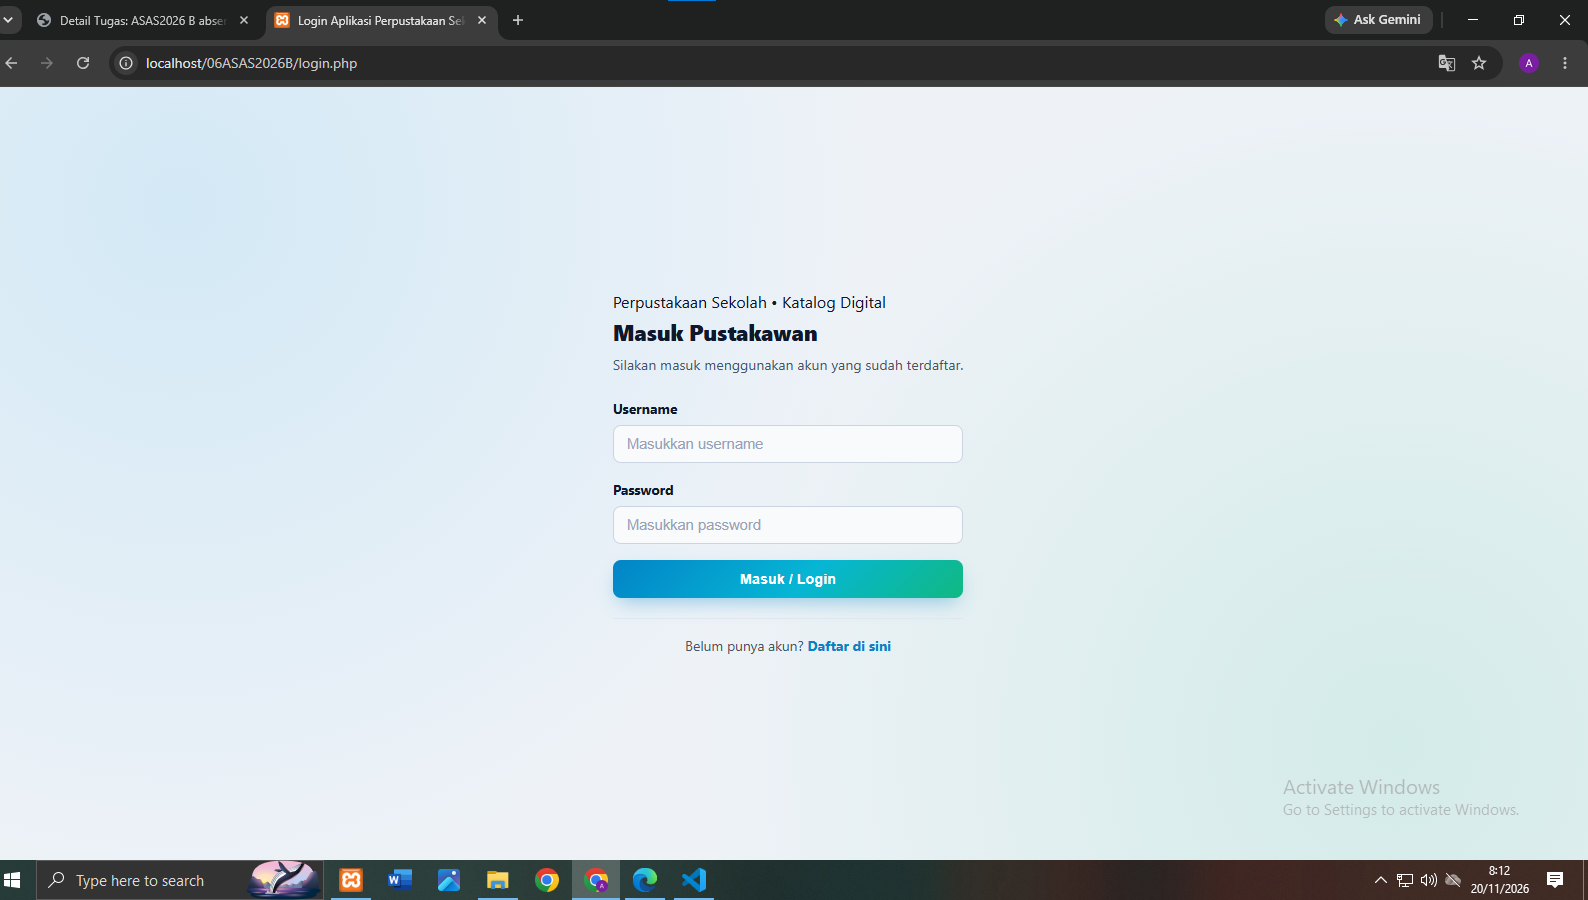 Detail Tugas: ASAS2026 B abser
Login Aplikasi Perpustakaan Sek
Ask Gemini
localhost/06ASAS2026B/login.php
A
Perpustakaan Sekolah • Katalog Digital
Masuk Pustakawan
Silakan masuk menggunakan akun yang sudah terdaftar.
Username
Masukkan username
Password
Masukkan password
Masuk / Login
Belum punya akun? Daftar di sini
Activate Windows
Go to Settings to activate Windows.
Type here to search
8:12
20/11/2026